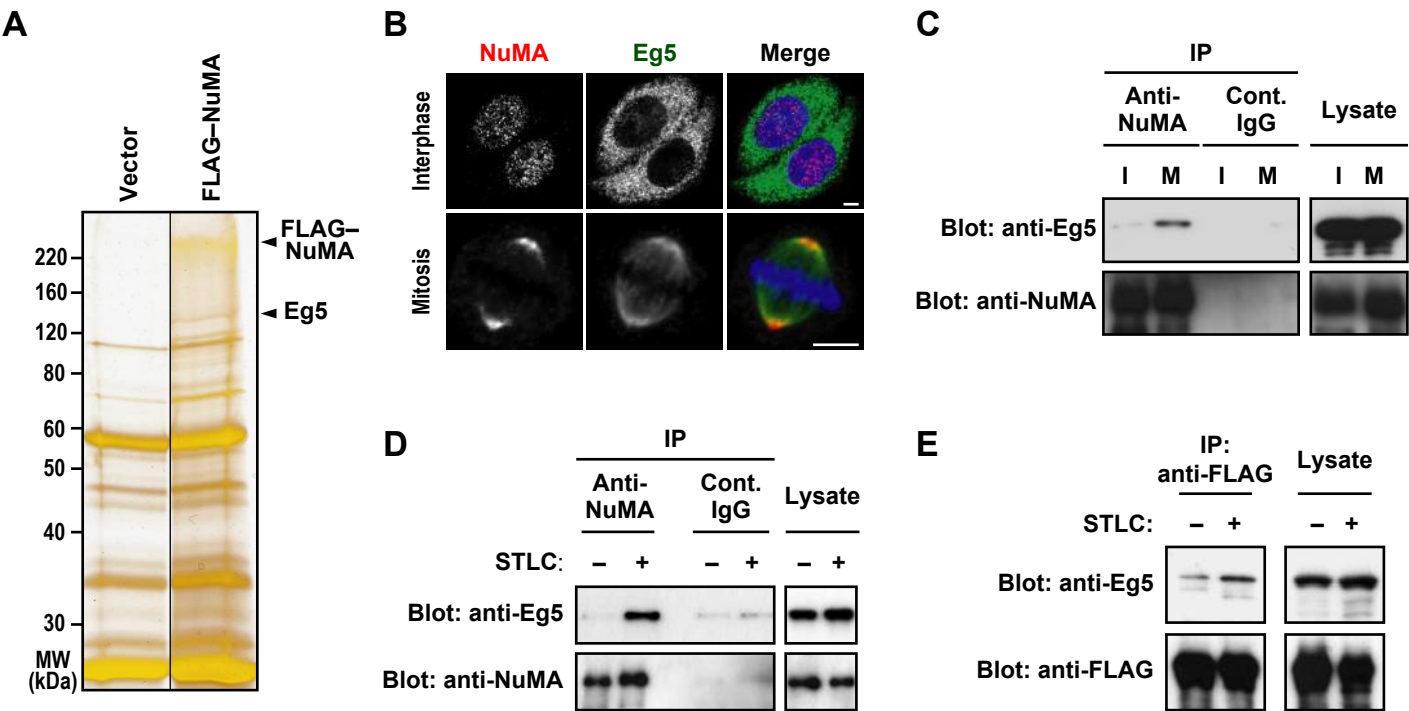 A
Vector
FLAG–NuMA
FLAG–
NuMA
Eg5
220
160
120
80
60
50
40
30
MW
(kDa)
B
NuMA
Eg5
Merge
Interphase
Mitosis
C
IP
Anti-
NuMA
Cont.
IgG
Lysate
I M I M I M
Blot: anti-Eg5
Blot: anti-NuMA
D
IP
Anti-
NuMA
Cont.
IgG
Lysate
STLC: – + – + – +
Blot: anti-Eg5
Blot: anti-NuMA
E
IP:
anti-FLAG
Lysate
STLC: – + – +
Blot: anti-Eg5
Blot: anti-FLAG